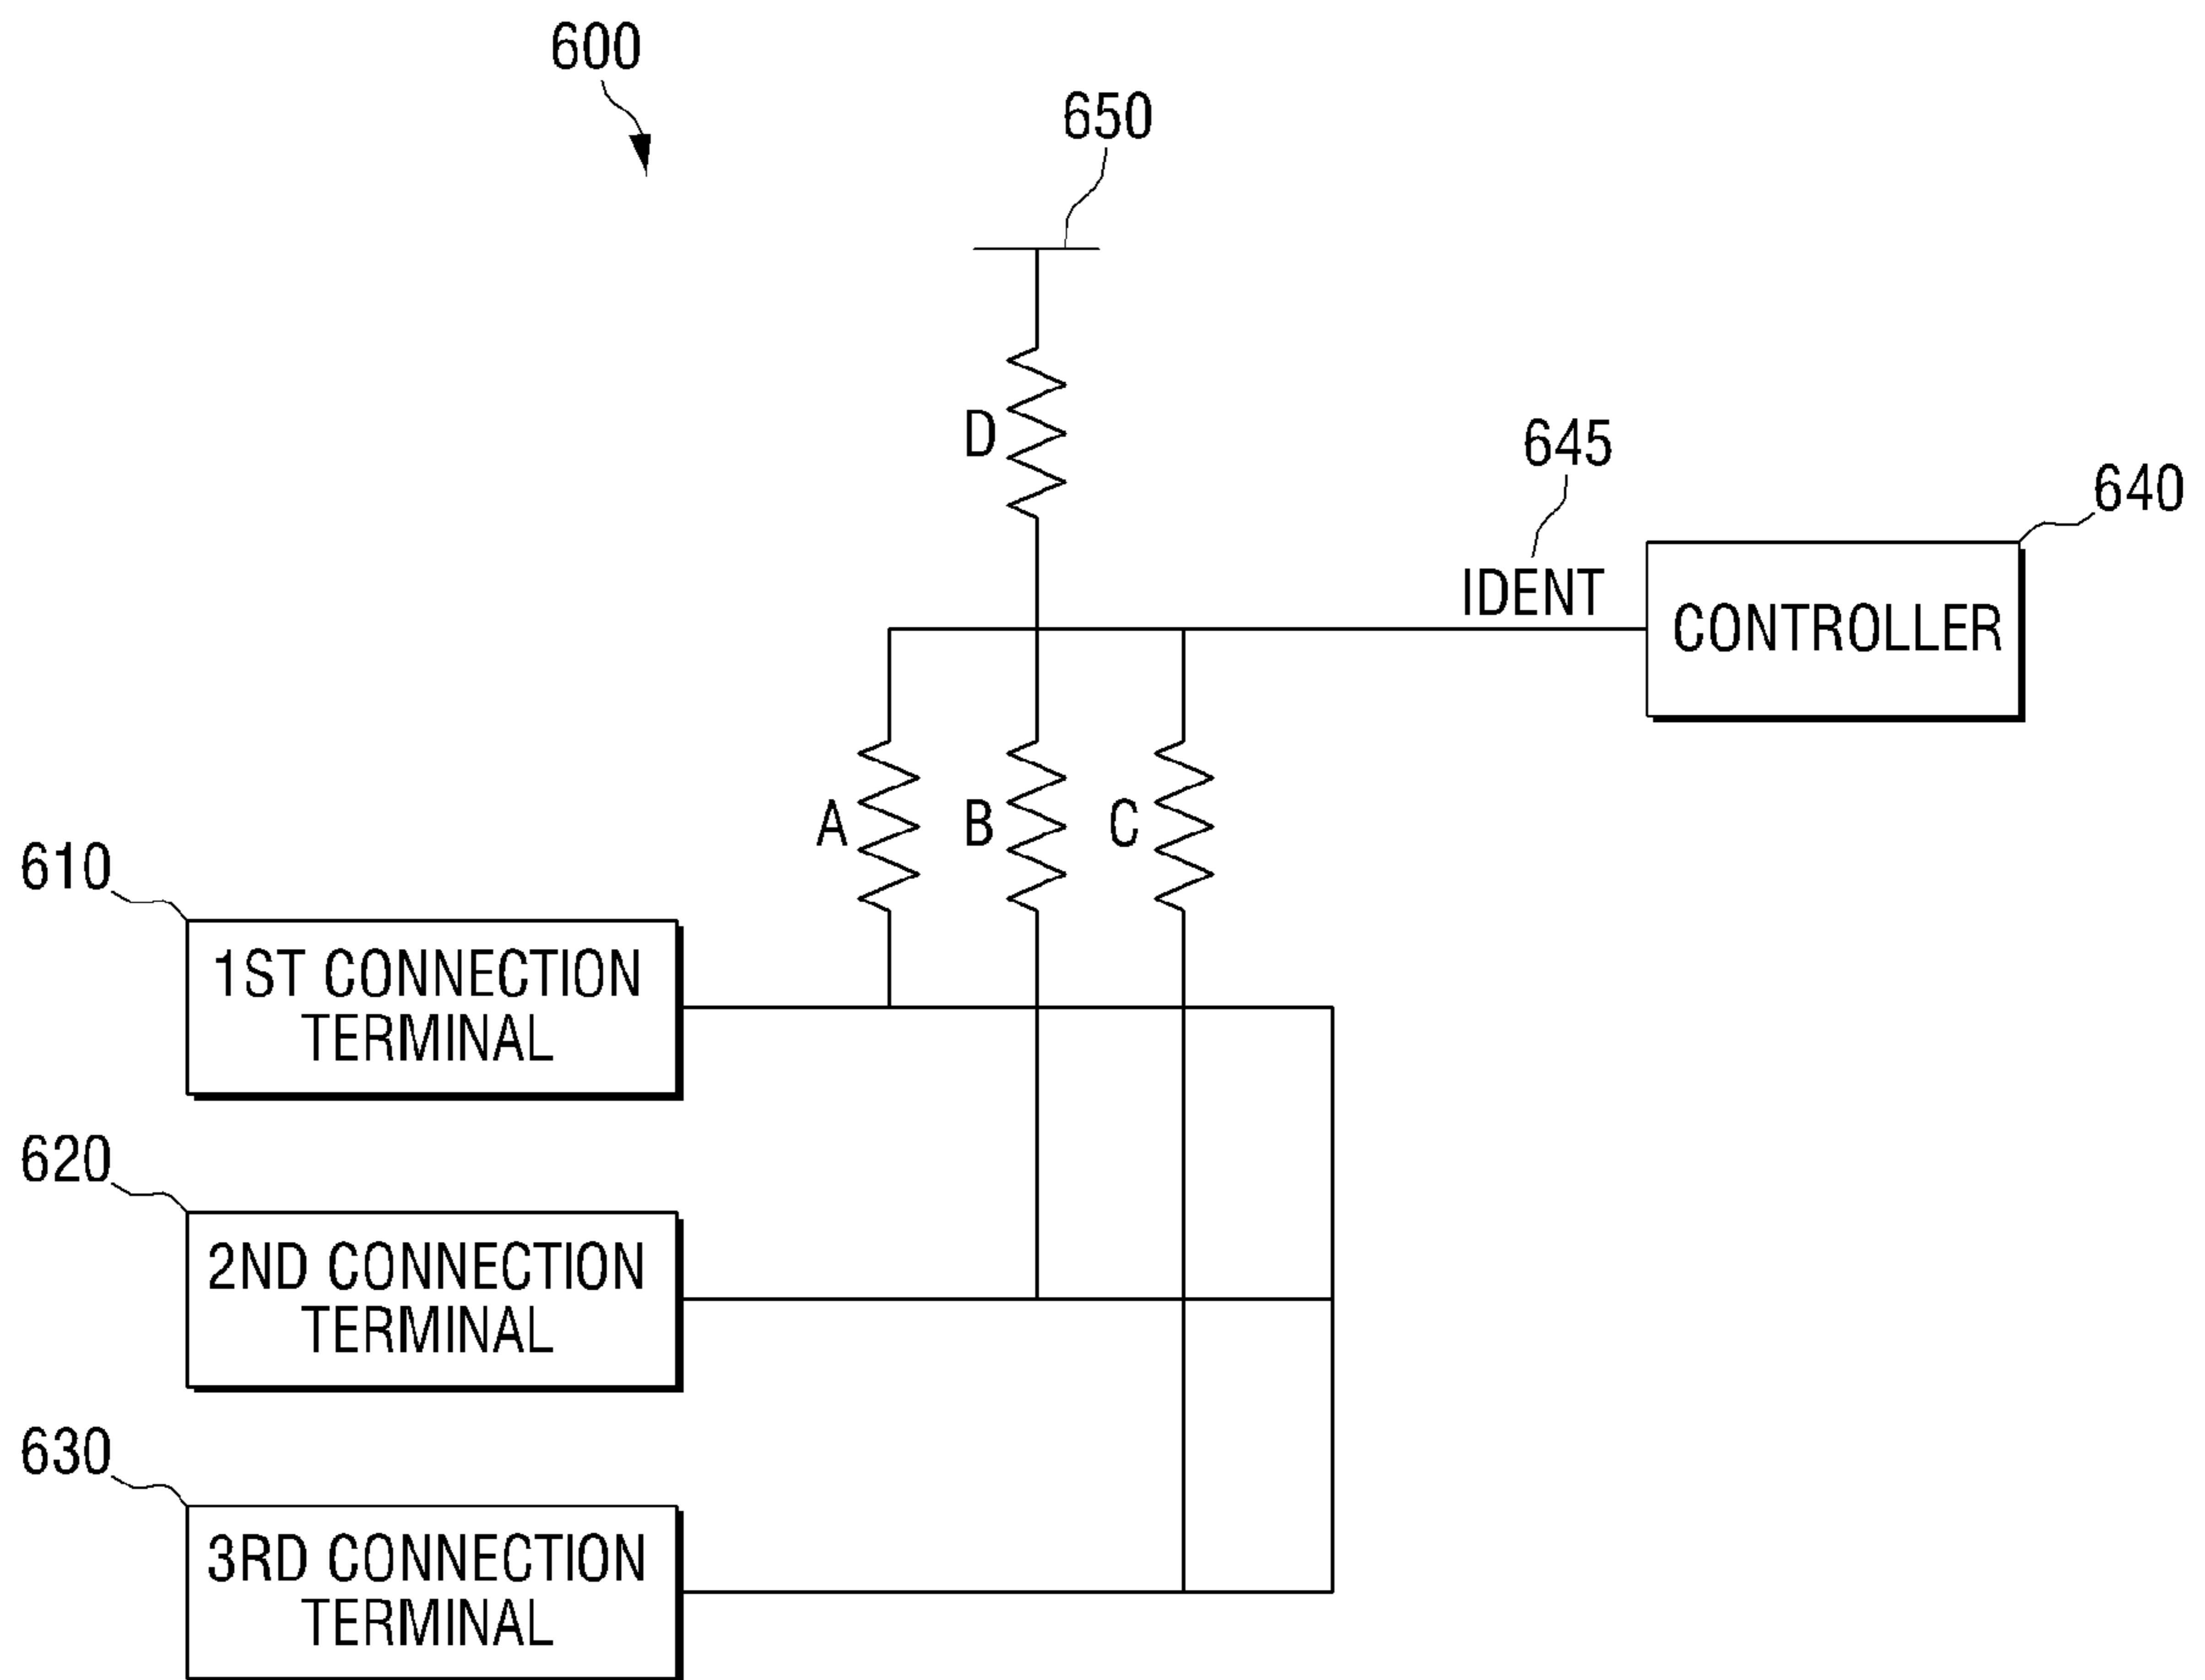 600
650
D
645
640
IDENT
CONTROLLER
A
B
C
610
1ST CONNECTION
TERMINAL
620
2ND CONNECTION
TERMINAL
630
3RD CONNECTION
TERMINAL